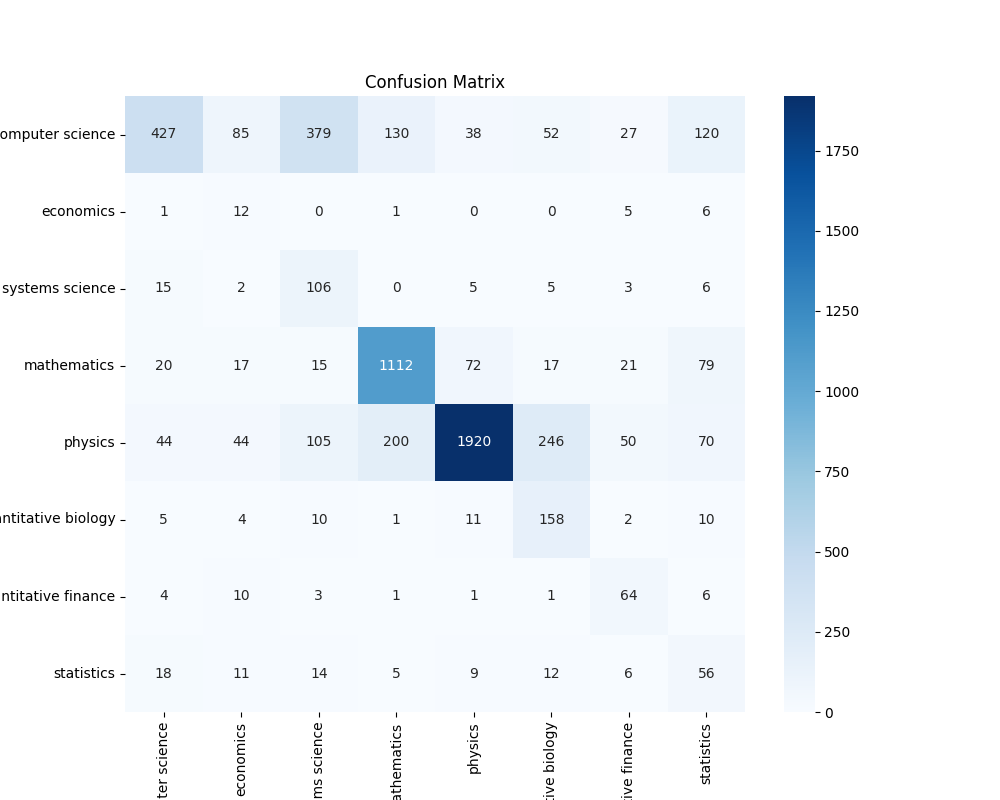 Confusion Matrix
omputer science 427 85 379 130 38 52 27 120
economics 1 12 0 1 0 0 5 6
systems science 15 2 106 0 5 5 3 6
mathematics 20 17 15 1112 72 17 21 79
physics 44 44 105 200 1920 246 50 70
ntitative biology 5 4 10 1 11 158 2 10
ntitative finance 4 10 3 1 1 1 64 6
statistics 18 11 14 5 9 12 6 56
ter science
economics
ms science
athematics
physics
tive biology
tive finance
statistics
1750
1500
1250
1000
750
500
250
0